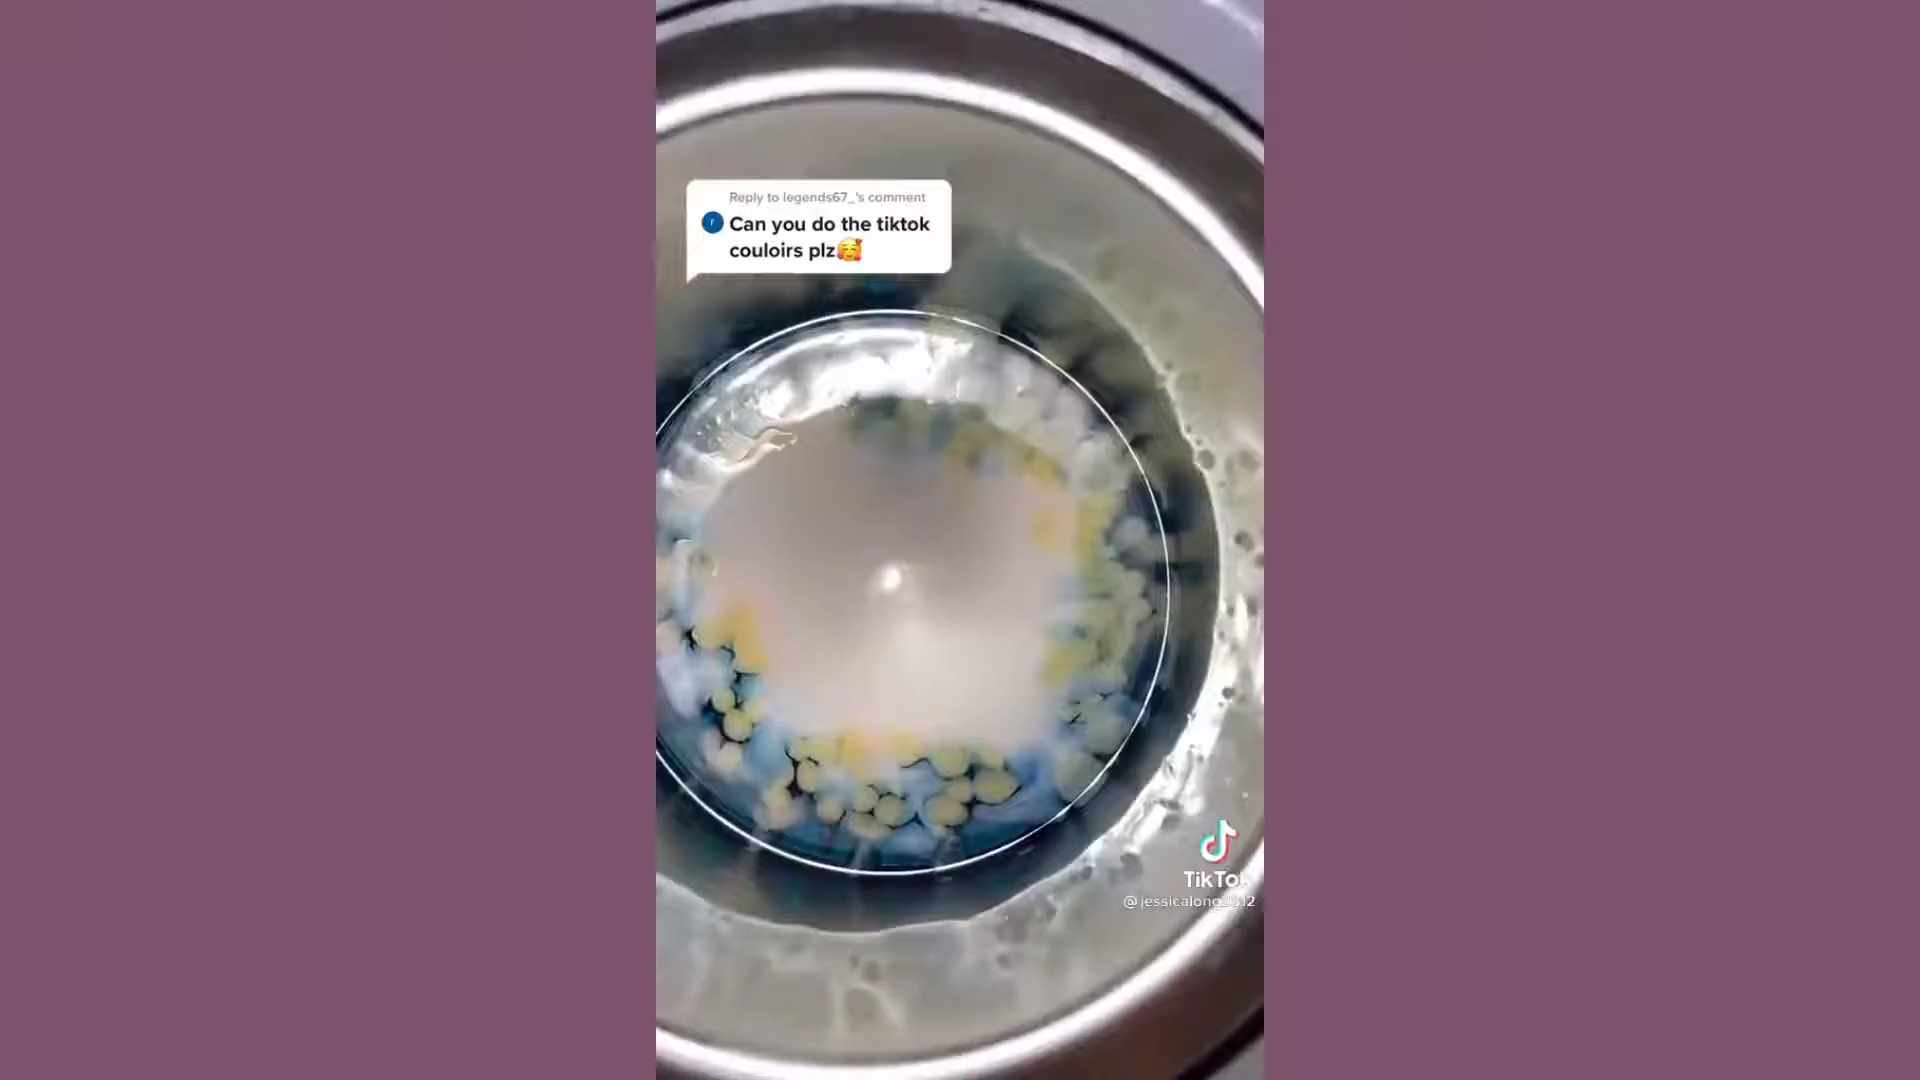 Reply to legends67_'s comment
Can you do the tiktok
couloirs plz🥰
TikTok